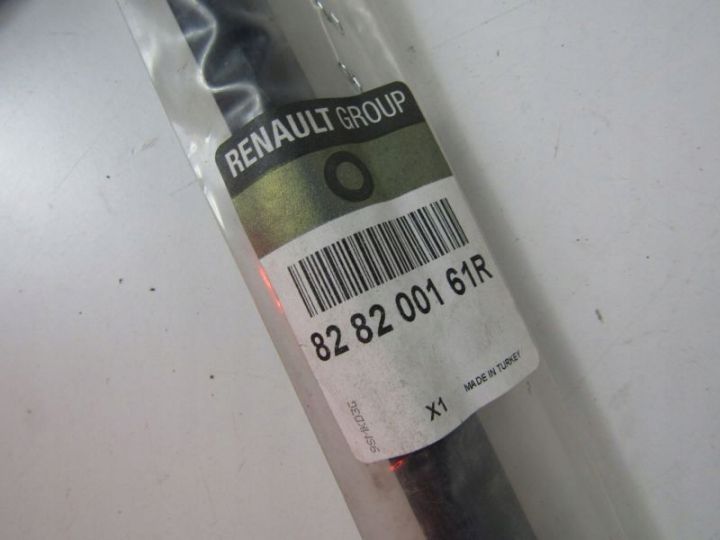 RENAULT GROUP
82 82 001 61R
X1
MADE IN TURKEY